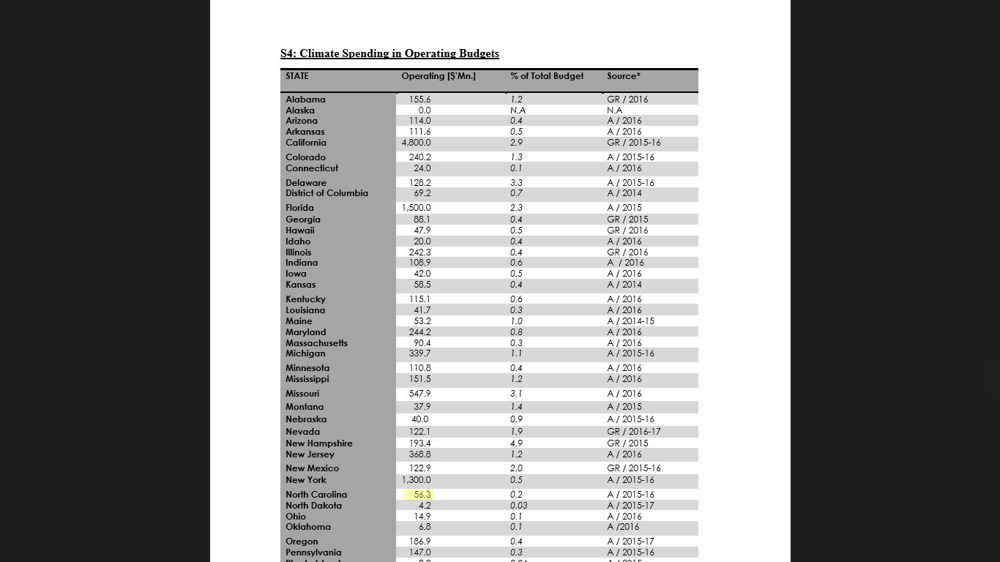 S4: Climate Spending in Operating Budgets
STATE Operating [$'Mn.] % of Total Budget Source*
Alabama 155.6 1.2 GR / 2016
Alaska 0.0 N.A N.A
Arizona 114.0 0.4 A / 2016
Arkansas 111.6 0.5 A / 2016
California 4,800.0 2.9 GR / 2015-16
Colorado 240.2 1.3 A / 2015-16
Connecticut 24.0 0.1 A / 2016
Delaware 128.2 3.3 A / 2015-16
District of Columbia 69.2 0.7 A / 2014
Florida 1,500.0 2.3 A / 2015
Georgia 88.1 0.4 GR / 2015
Hawaii 47.9 0.5 GR / 2016
Idaho 20.0 0.4 A / 2016
Illinois 242.3 0.4 GR / 2016
Indiana 108.9 0.6 A  / 2016
Iowa 42.0 0.5 A / 2016
Kansas 58.5 0.4 A / 2014
Kentucky 115.1 0.6 A / 2016
Louisiana 41.7 0.3 A / 2016
Maine 53.2 1.0 A / 2014-15
Maryland 244.2 0.8 A / 2016
Massachusetts 90.4 0.3 A / 2016
Michigan 339.7 1.1 A / 2015-16
Minnesota 110.8 0.4 A / 2016
Mississippi 151.5 1.2 A / 2016
Missouri 547.9 3.1 A / 2016
Montana 37.9 1.4 A / 2015
Nebraska 40.0 0.9 A / 2015-16
Nevada 122.1 1.9 GR / 2016-17
New Hampshire 193.4 4.9 GR / 2015
New Jersey 368.8 1.2 A / 2016
New Mexico 122.9 2.0 GR / 2015-16
New York 1,300.0 0.5 A / 2015-16
North Carolina 56.3 0.2 A / 2015-16
North Dakota 4.2 0.03 A / 2015-17
Ohio 14.9 0.1 A / 2016
Oklahoma 6.8 0.1 A /2016
Oregon 186.9 0.4 A / 2015-17
Pennsylvania 147.0 0.3 A / 2015-16